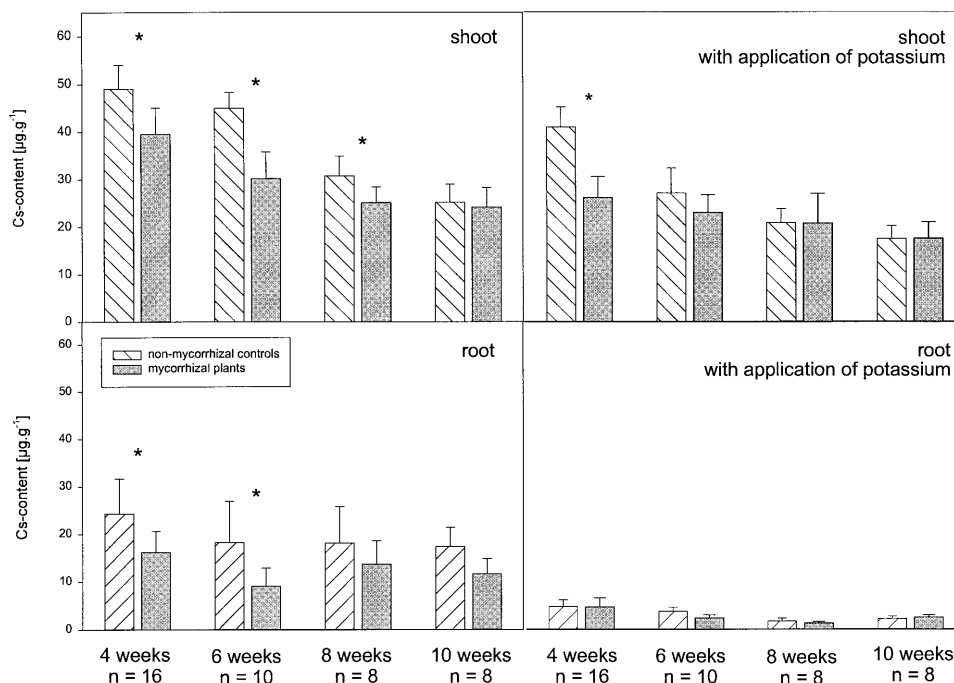 shoot
*
*
*
Cs-content [µg.g⁻¹]
60
50
40
30
20
10
0
shoot
with application of potassium
*
root
non-mycorrhizal controls
mycorrhizal plants
*
*
Cs-content [µg.g⁻¹]
60
50
40
30
20
10
0
root
with application of potassium
4 weeks 6 weeks 8 weeks 10 weeks 4 weeks 6 weeks 8 weeks 10 weeks
n = 16 n = 10 n = 8 n = 8 n = 16 n = 10 n = 8 n = 8